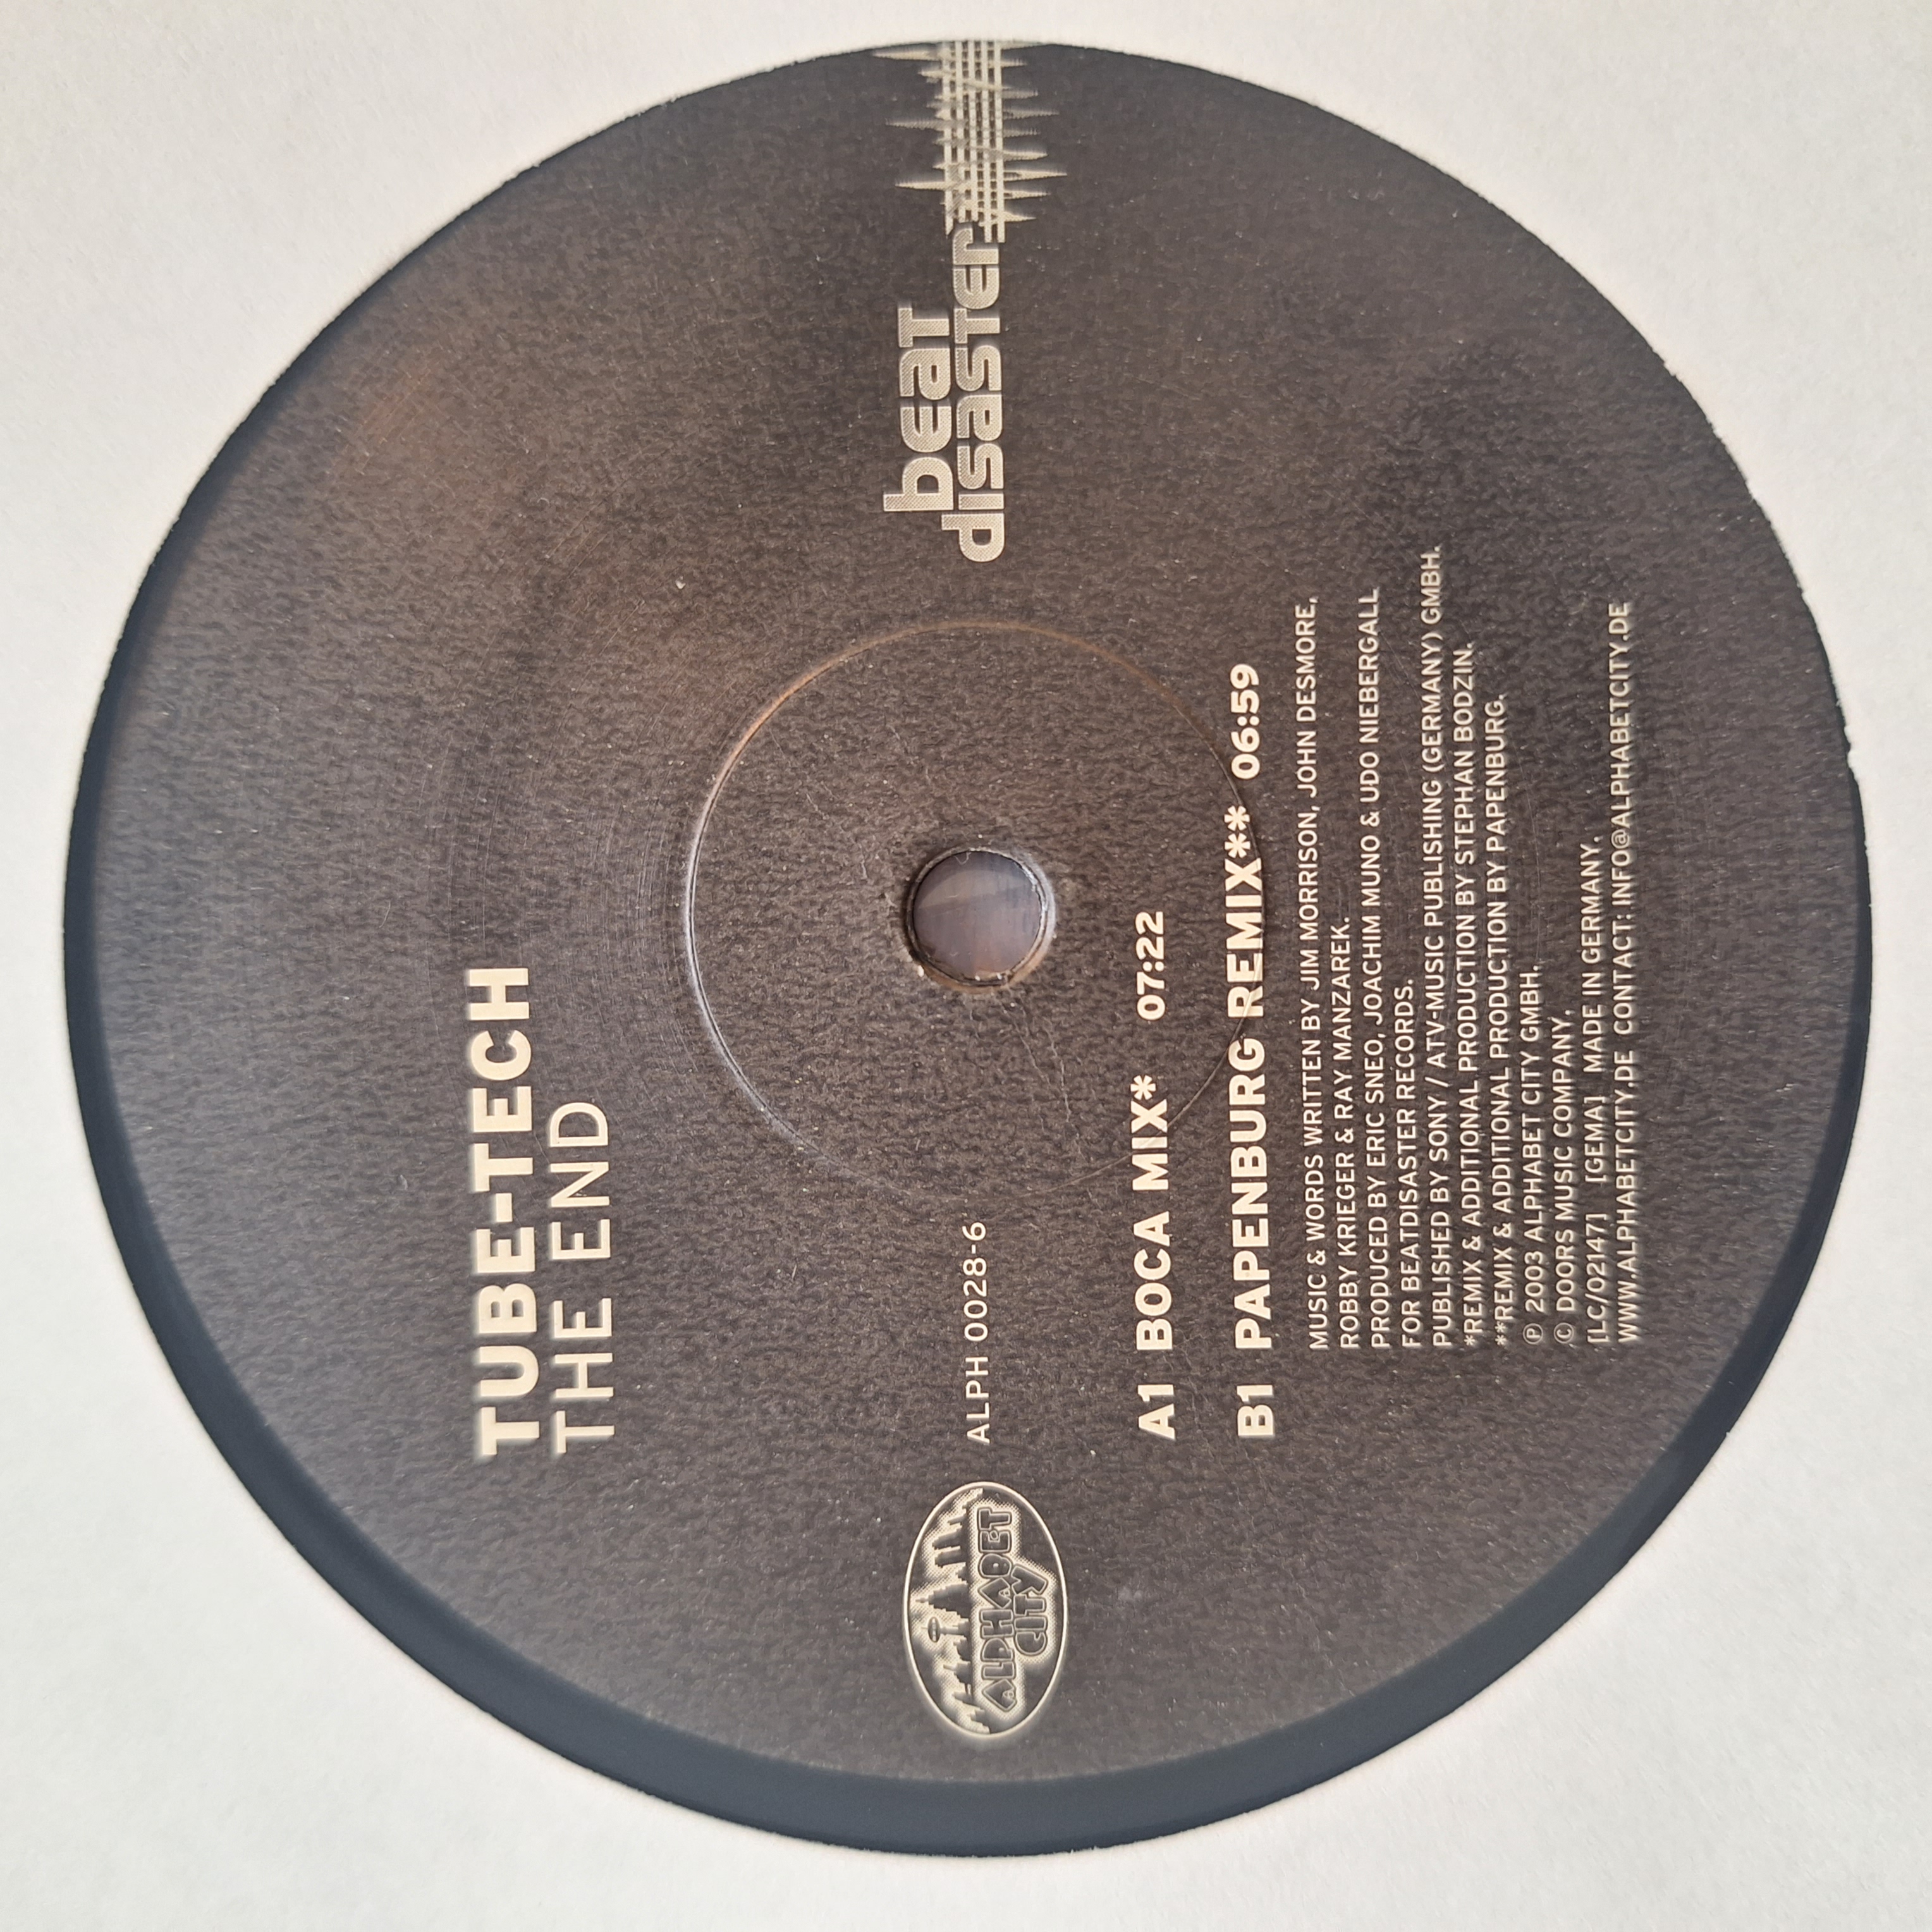 TUBE-TECH
THE END
beat
disaster
ALPHABET
CITY
ALPH 00028-6
A1 BOCA MIX* 07:22
B1 PAPENBURG REMIX** 06:59
MUSIC & WORDS WRITTEN BY JIM MORRISON, JOHN DESMORE,
ROBBY KRIEGER & RAY MANZAREK.
PRODUCED BY ERIC SNEO, JOACHIM MUNO & UDO NIEBERGALL
FOR BEATDISASTER RECORDS.
PUBLISHED BY SONY / ATV-MUSIC PUBLISHING (GERMANY) GMBH.
*REMIX & ADDITIONAL PRODUCTION BY STEPHAN BODZIN.
**REMIX & ADDITIONAL PRODUCTION BY PAPENBURG.
℗ 2003 ALPHABET CITY GMBH.
© DOORS MUSIC COMPANY.
[LC/02147] [GEMA] MADE IN GERMANY.
WWW.ALPHABETCITY.DE CONTACT: INFO@ALPHABETCITY.DE